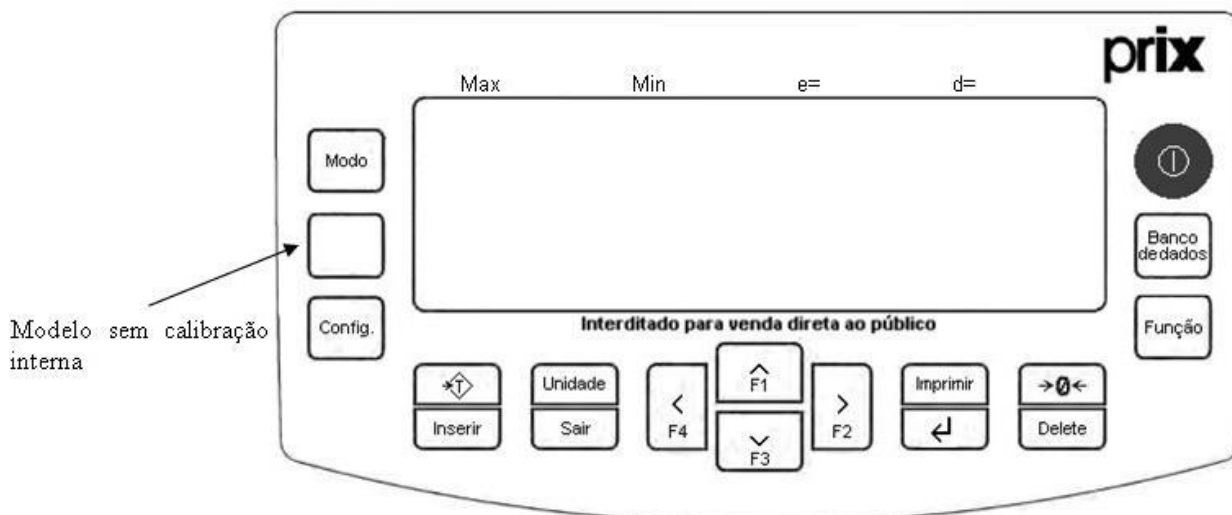 prix
Max Min e= d=
Modo
Banco
de dados
Modelo sem calibração
interna
Config.
Função
Interditado para venda direta ao público
T Unidade F1 Imprimir →0←
Inserir Sair F4 F2 Delete
F3